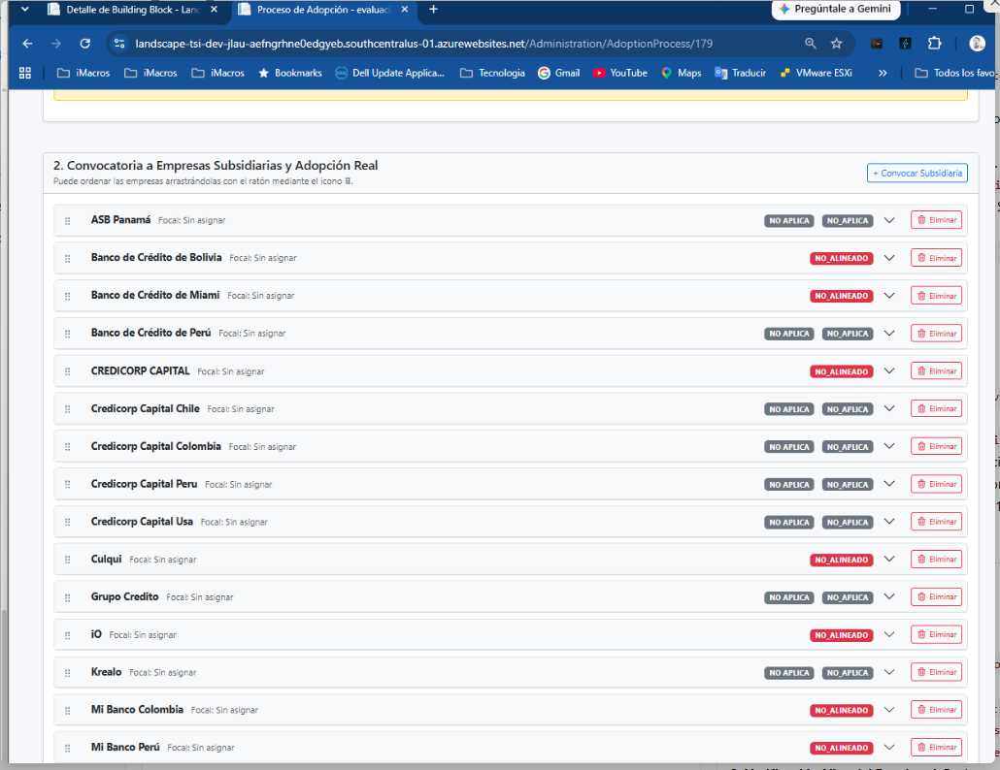 Detalle de Building Block - Lan
Proceso de Adopción - evaluac
Pregúntale a Gemini
landscape-tsi-dev-jlau-aefngrhne0edgyeb.southcentralus-01.azurewebsites.net/Administration/AdoptionProcess/179
iMacros
iMacros
iMacros
Bookmarks
Dell Update Applica...
Tecnologia
Gmail
YouTube
Maps
Traducir
VMware ESXi
»
Todos los favo
2. Convocatoria a Empresas Subsidiarias y Adopción Real
Puede ordenar las empresas arrastrándolas con el ratón mediante el icono ⠿.
+ Convocar Subsidiaria
ASB Panamá Focal: Sin asignar NO APLICA NO_APLICA Eliminar
Banco de Crédito de Bolivia Focal: Sin asignar NO_ALINEADO Eliminar
Banco de Crédito de Miami Focal: Sin asignar NO_ALINEADO Eliminar
Banco de Crédito de Perú Focal: Sin asignar NO APLICA NO_APLICA Eliminar
CREDICORP CAPITAL Focal: Sin asignar NO_ALINEADO Eliminar
Credicorp Capital Chile Focal: Sin asignar NO APLICA NO_APLICA Eliminar
Credicorp Capital Colombia Focal: Sin asignar NO APLICA NO_APLICA Eliminar
Credicorp Capital Peru Focal: Sin asignar NO APLICA NO_APLICA Eliminar
Credicorp Capital Usa Focal: Sin asignar NO APLICA NO_APLICA Eliminar
Culqui Focal: Sin asignar NO_ALINEADO Eliminar
Grupo Credito Focal: Sin asignar NO APLICA NO_APLICA Eliminar
iO Focal: Sin asignar NO_ALINEADO Eliminar
Krealo Focal: Sin asignar NO APLICA NO_APLICA Eliminar
Mi Banco Colombia Focal: Sin asignar NO_ALINEADO Eliminar
Mi Banco Perú Focal: Sin asignar NO_ALINEADO Eliminar